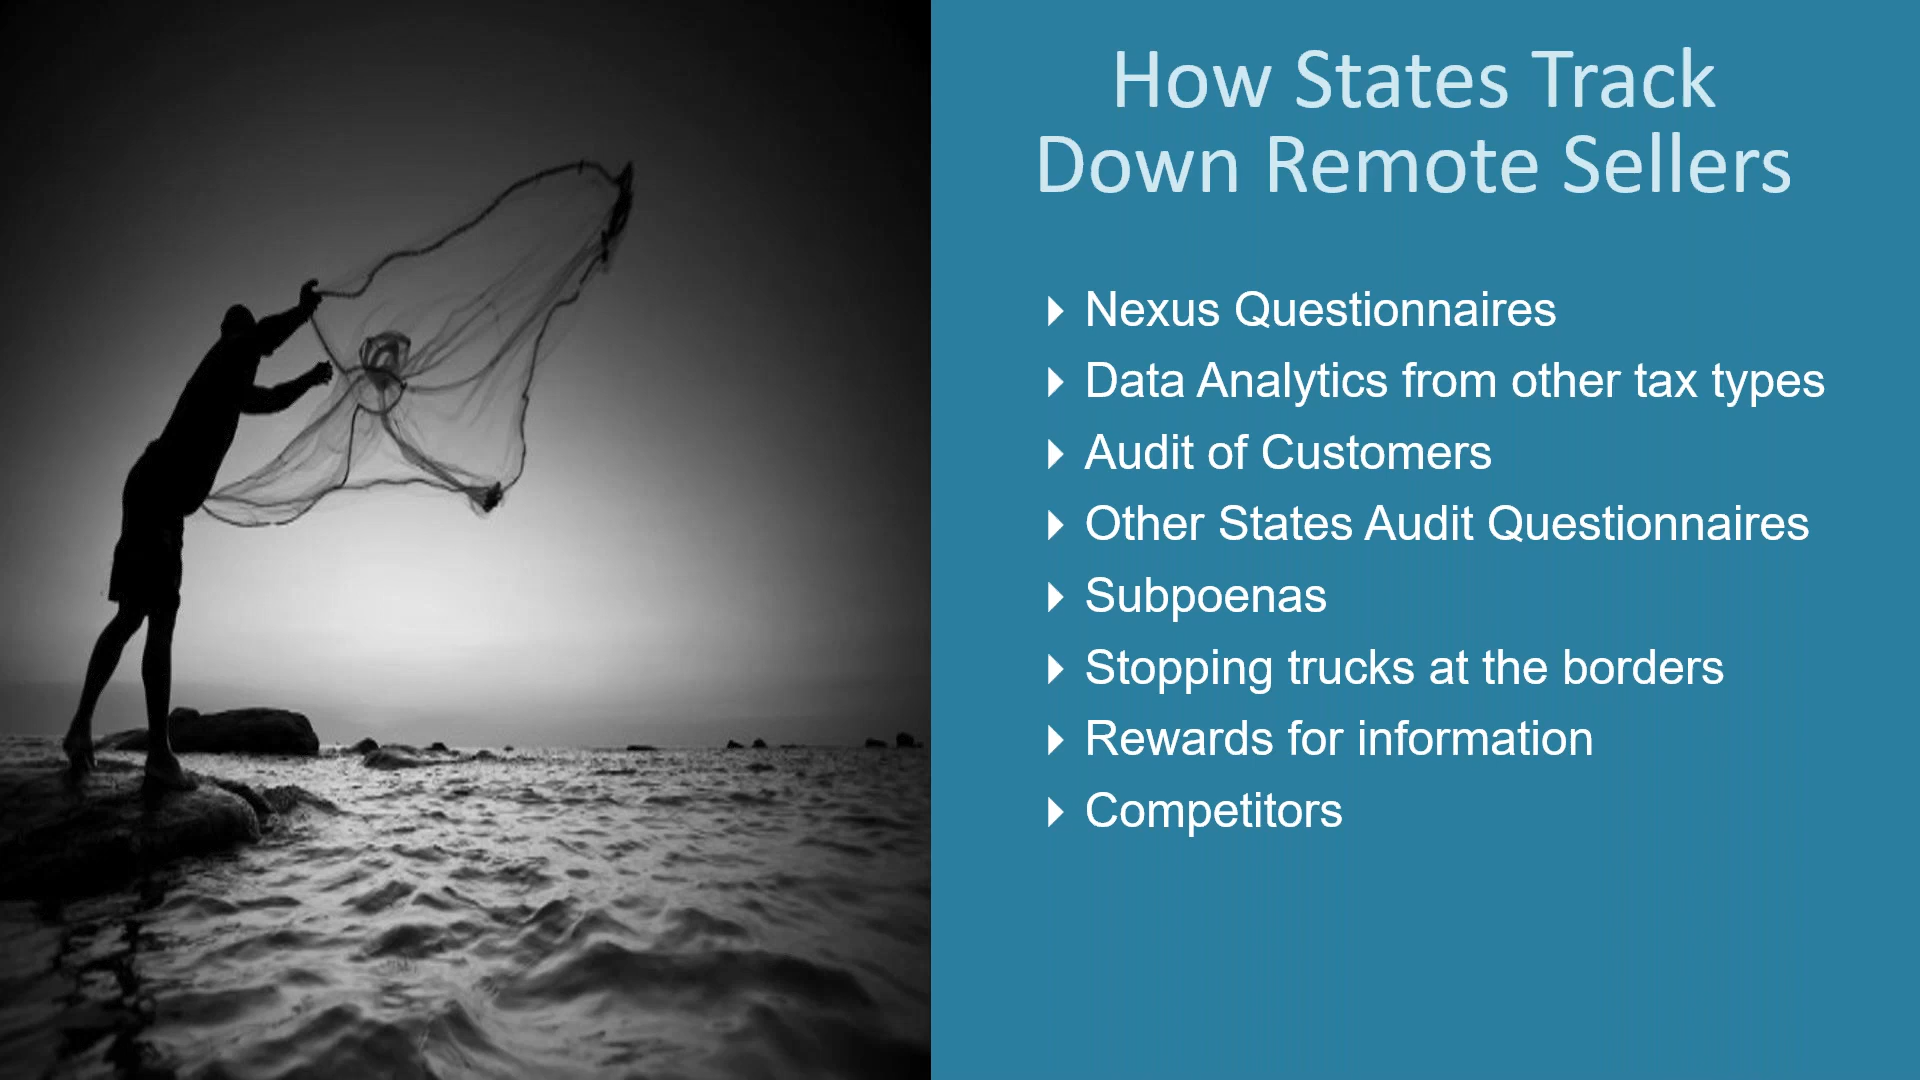 How States Track
Down Remote Sellers
Nexus Questionnaires
Data Analytics from other tax types
Audit of Customers
Other States Audit Questionnaires
Subpoenas
Stopping trucks at the borders
Rewards for information
Competitors